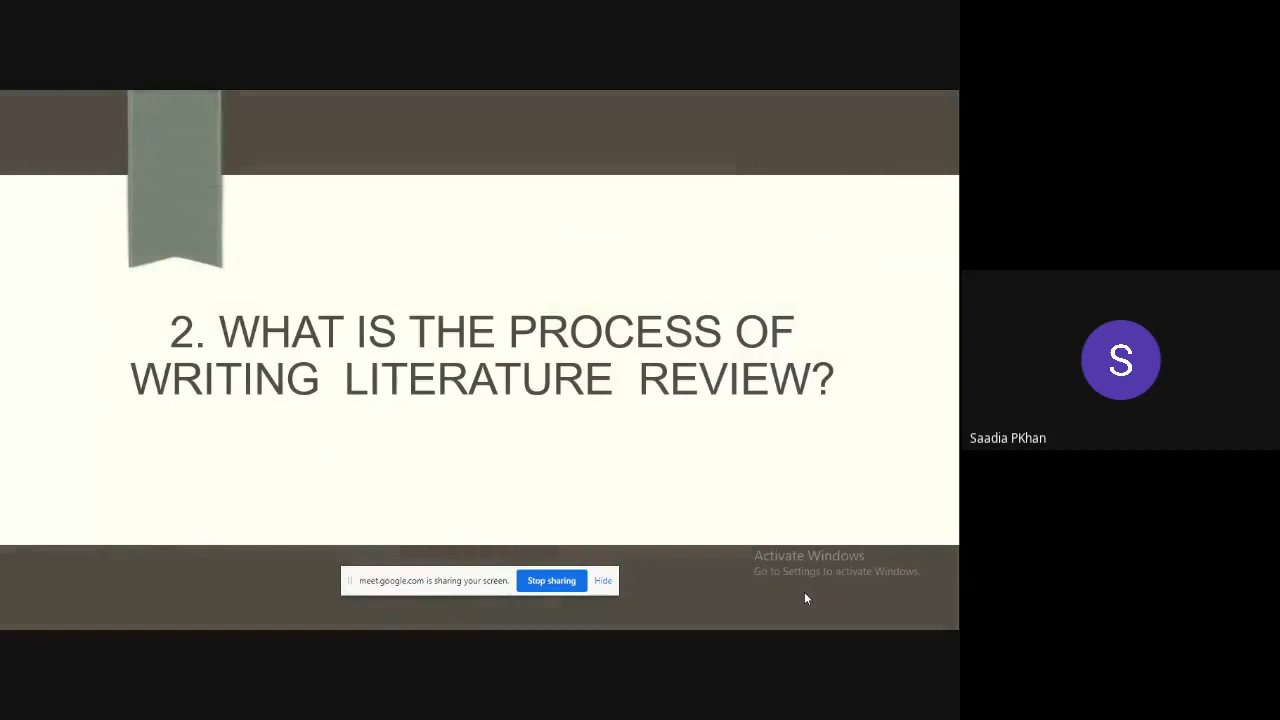 2. WHAT IS THE PROCESS OF
WRITING LITERATURE REVIEW?
S
Saadia PKhan
Activate Windows
Go to Settings to activate Windows.
meet.google.com is sharing your screen. Stop sharing Hide